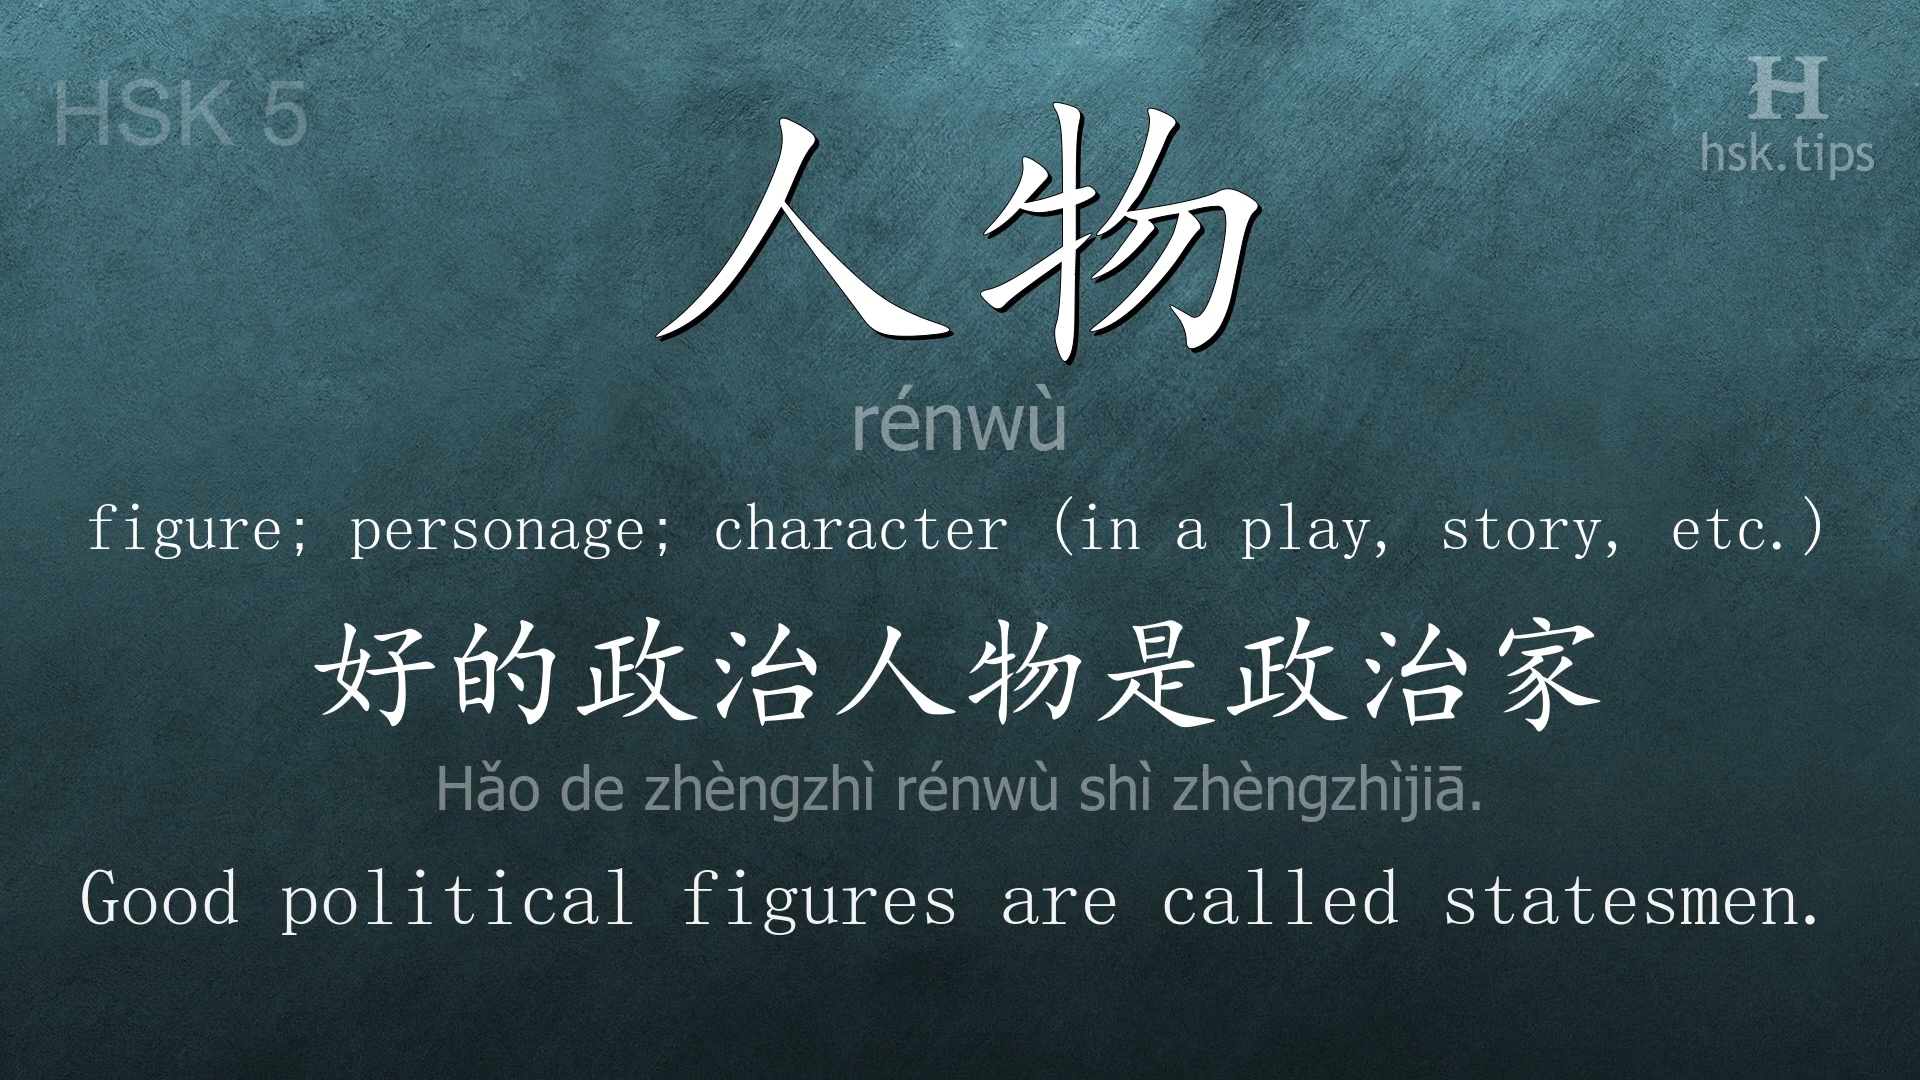 HSK 5
H
hsk.tips
人物
rénwù
figure; personage; character (in a play, story, etc.)
好的政治人物是政治家
Hǎo de zhèngzhì rénwù shì zhèngzhìjiā.
Good political figures are called statesmen.